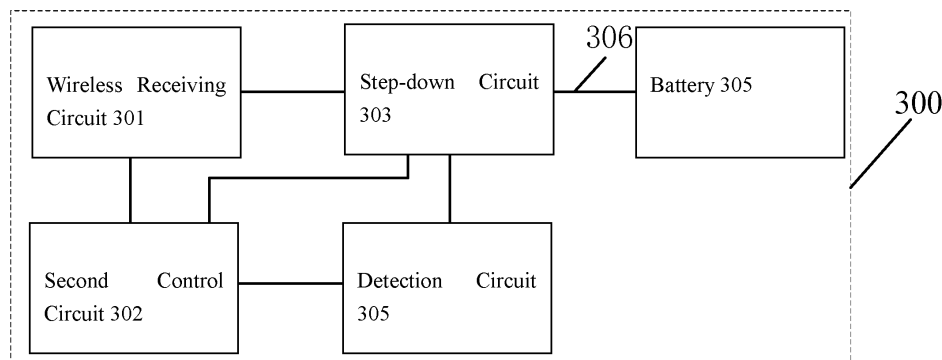 306
Wireless Receiving
Circuit 301
Step-down Circuit
303
Battery 305
300
Second Control
Circuit 302
Detection Circuit
305